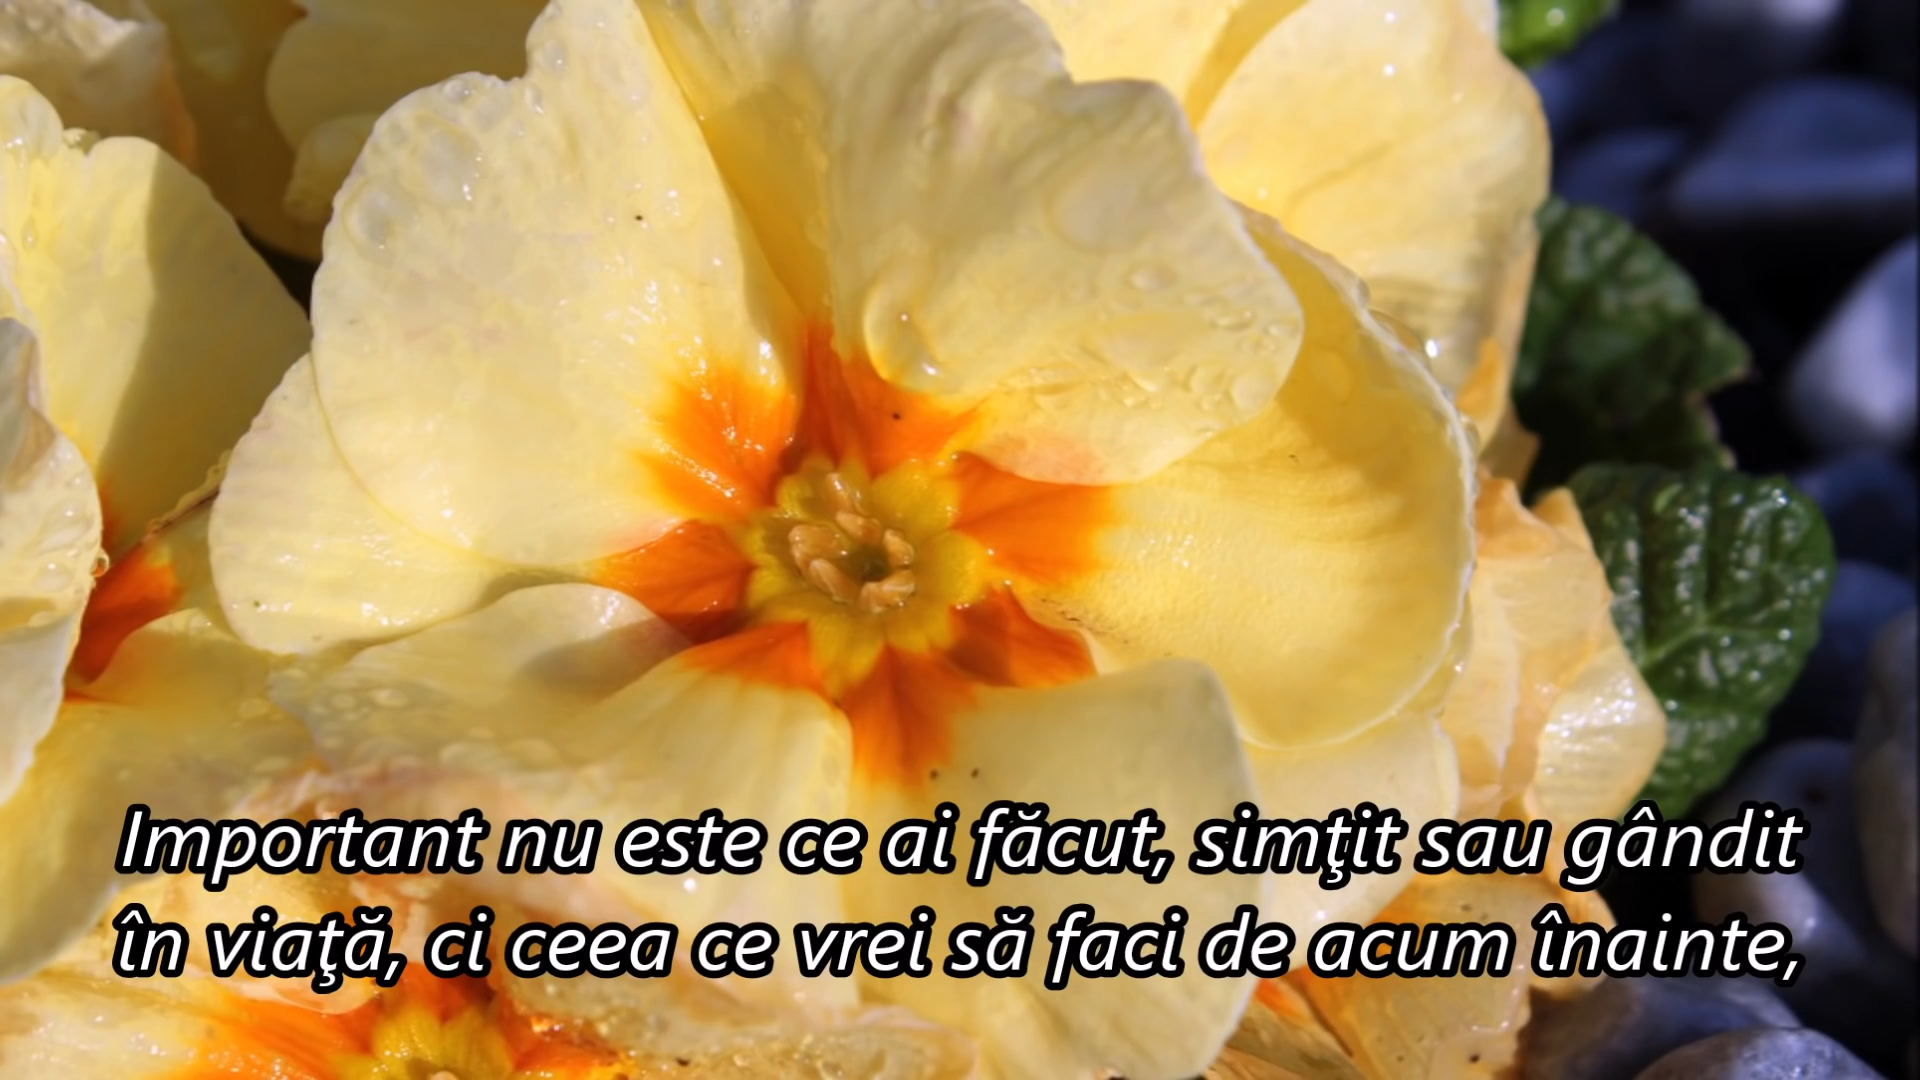 Important nu este ce ai făcut, simţit sau gândit
în viaţă, ci ceea ce vrei să faci de acum înainte,